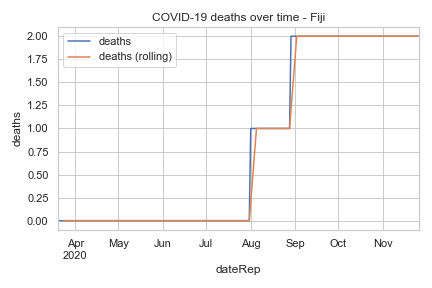 COVID-19 deaths over time - Fiji
deaths
deaths (rolling)
2.00
1.75
1.50
1.25
1.00
0.75
0.50
0.25
0.00
deaths
Apr May Jun Jul Aug Sep Oct Nov
2020
dateRep